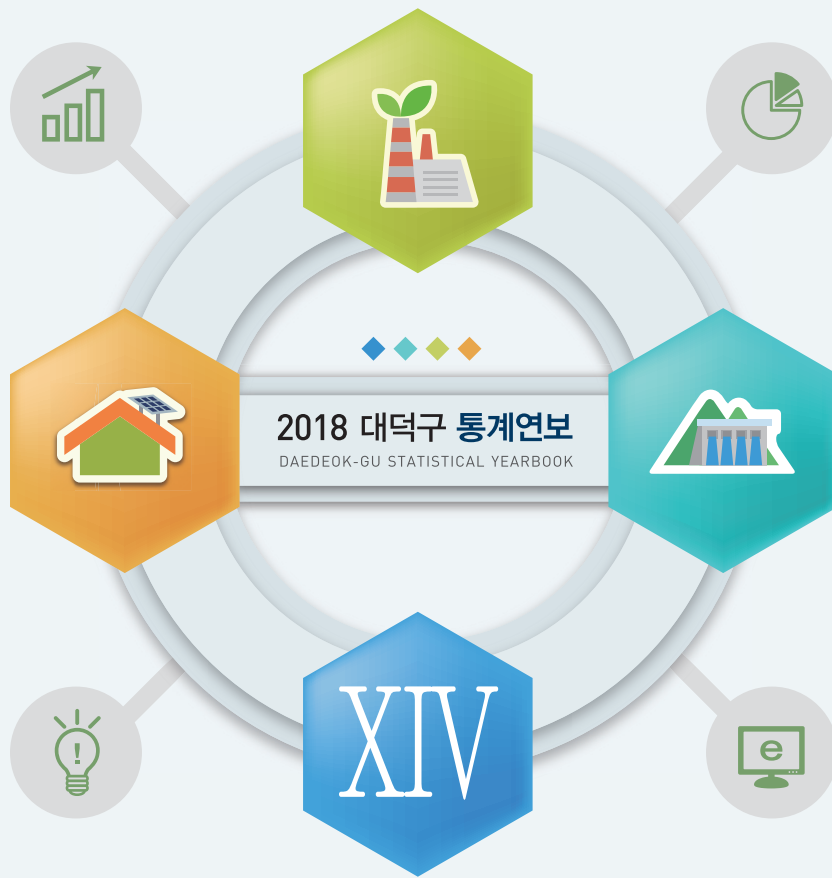 2018 대덕구 통계연보
DAEDEOK-GU STATISTICAL YEARBOOK
XIV
!
e